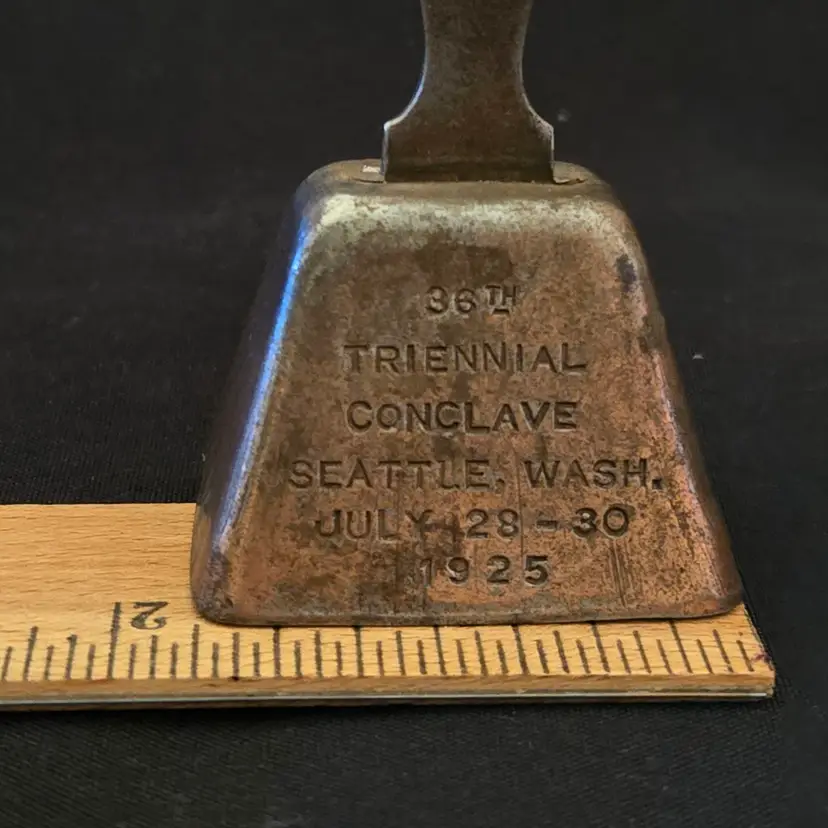 36TH
TRIENNIAL
CONCLAVE
SEATTLE, WASH.
JULY 28-30
1925
2